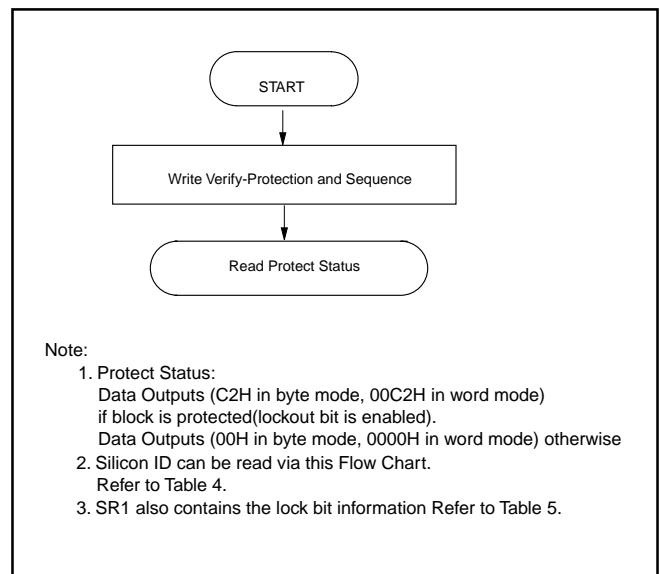 START
Write Verify-Protection and Sequence
Read Protect Status
Note:
1. Protect Status:
Data Outputs (C2H in byte mode, 00C2H in word mode)
if block is protected(lockout bit is enabled).
Data Outputs (00H in byte mode, 0000H in word mode) otherwise
2. Silicon ID can be read via this Flow Chart.
Refer to Table 4.
3. SR1 also contains the lock bit information Refer to Table 5.